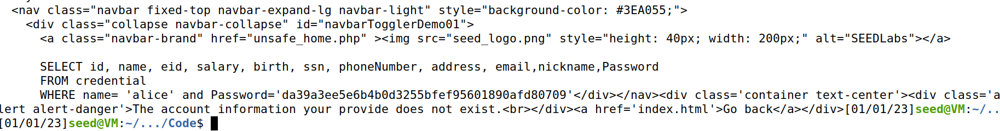 <nav class="navbar fixed-top navbar-expand-lg navbar-light" style="background-color: #3EA055;">
<div class="collapse navbar-collapse" id="navbarTogglerDemo01">
<a class="navbar-brand" href="unsafe_home.php" ><img src="seed_logo.png" style="height: 40px; width: 200px;" alt="SEEDLabs"></a>
SELECT id, name, eid, salary, birth, ssn, phoneNumber, address, email,nickname,Password
FROM credential
WHERE name= 'alice' and Password='da39a3ee5e6b4b0d3255bfef95601890afd80709'</div></nav><div class='container text-center'><div class='a
lert alert-danger'>The account information your provide does not exist.<br></div><a href='index.html'>Go back</a></div>[01/01/23]seed@VM:~/..
[01/01/23]seed@VM:~/.../Code$